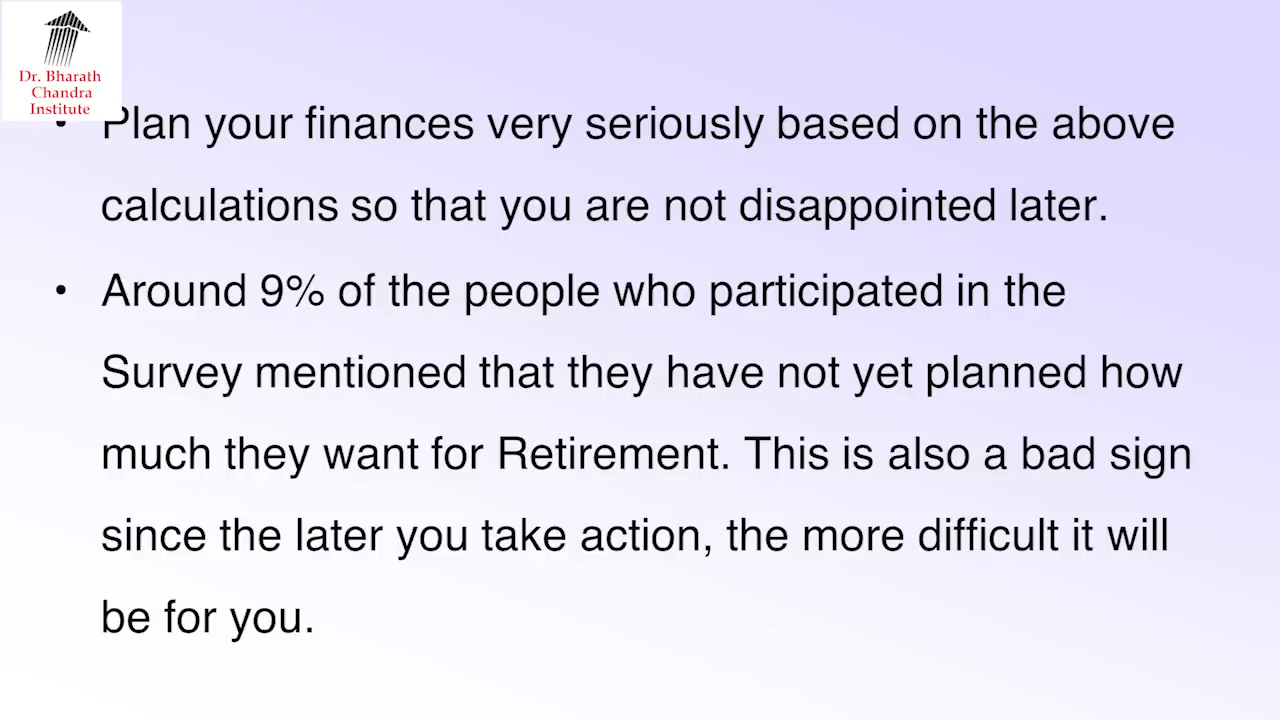 Dr. Bharath
Chandra
Institute
• Plan your finances very seriously based on the above
calculations so that you are not disappointed later.
• Around 9% of the people who participated in the
Survey mentioned that they have not yet planned how
much they want for Retirement. This is also a bad sign
since the later you take action, the more difficult it will
be for you.